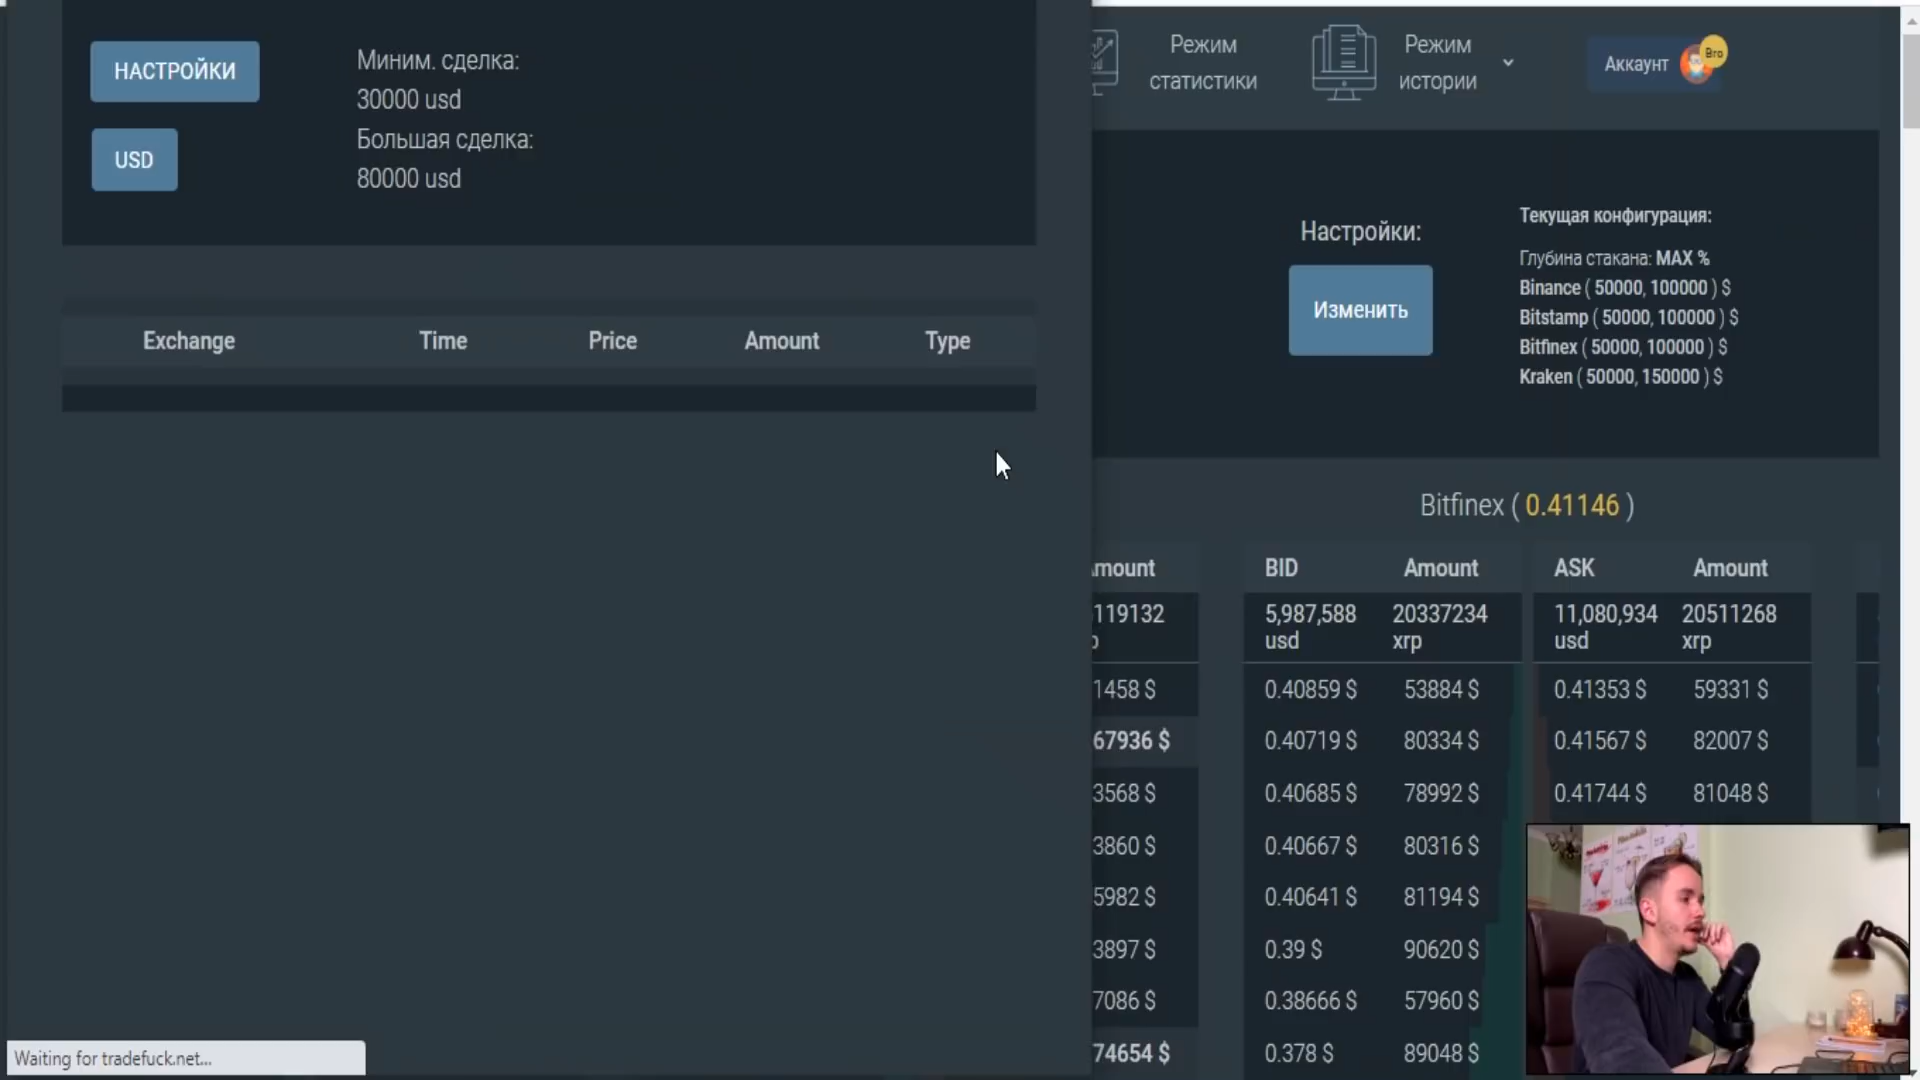 НАСТРОЙКИ
USD
Миним. сделка:
30000 usd
Большая сделка:
80000 usd
Exchange Time Price Amount Type
Режим
статистики
Режим
истории
Аккаунт
Bro
Настройки:
Изменить
Текущая конфигурация:
Глубина стакана: MAX %
Binance ( 50000, 100000 ) $
Bitstamp ( 50000, 100000 ) $
Bitfinex ( 50000, 100000 ) $
Kraken ( 50000, 150000 ) $
Bitfinex ( 0.41146 )
mount BID Amount ASK Amount
119132 5,987,588 20337234 11,080,934 20511268
usd xrp usd xrp
1458 $ 0.40859 $ 53884 $ 0.41353 $ 59331 $
67936 $ 0.40719 $ 80334 $ 0.41567 $ 82007 $
3568 $ 0.40685 $ 78992 $ 0.41744 $ 81048 $
3860 $ 0.40667 $ 80316 $
5982 $ 0.40641 $ 81194 $
3897 $ 0.39 $ 90620 $
7086 $ 0.38666 $ 57960 $
74654 $ 0.378 $ 89048 $
Waiting for tradefuck.net...